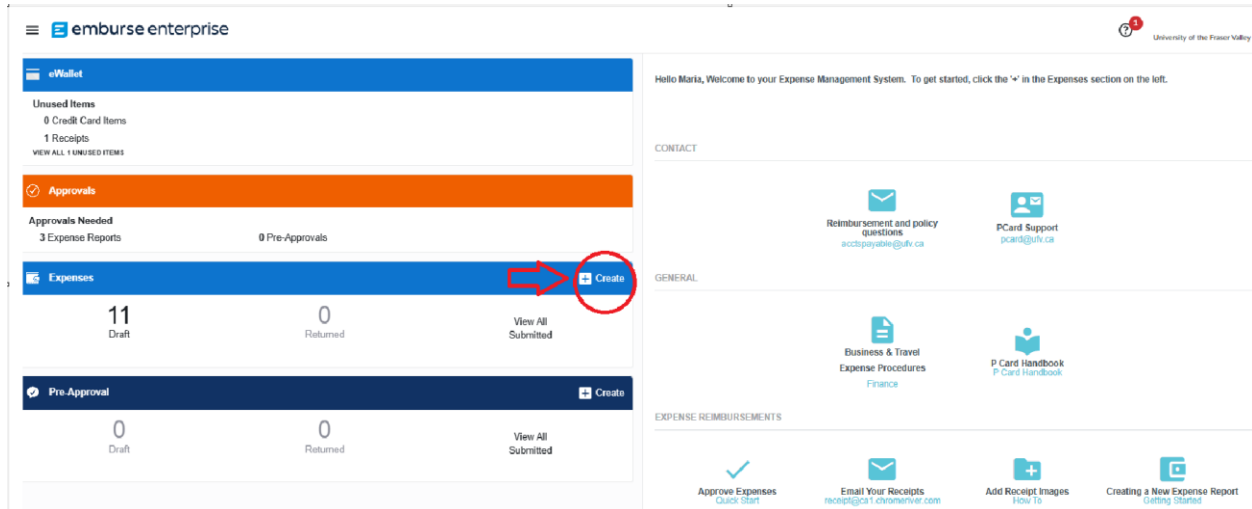 emburse enterprise
1
University of the Fraser Valley
eWallet
Unused Items
0 Credit Card Items
1 Receipts
VIEW ALL 1 UNUSED ITEMS
Approvals
Approvals Needed
3 Expense Reports
0 Pre-Approvals
Expenses
Create
11
Draft
0
Returned
View All
Submitted
Pre-Approval
Create
0
Draft
0
Returned
View All
Submitted
Hello Maria, Welcome to your Expense Management System. To get started, click the '+' in the Expenses section on the left.
CONTACT
Reimbursement and policy
questions
acctspayable@ufv.ca
PCard Support
pcard@ufv.ca
GENERAL
Business & Travel
Expense Procedures
Finance
P Card Handbook
P Card Handbook
EXPENSE REIMBURSEMENTS
Approve Expenses
Quick Start
Email Your Receipts
receipt@ca1.chromeriver.com
Add Receipt Images
How To
Creating a New Expense Report
Getting Started